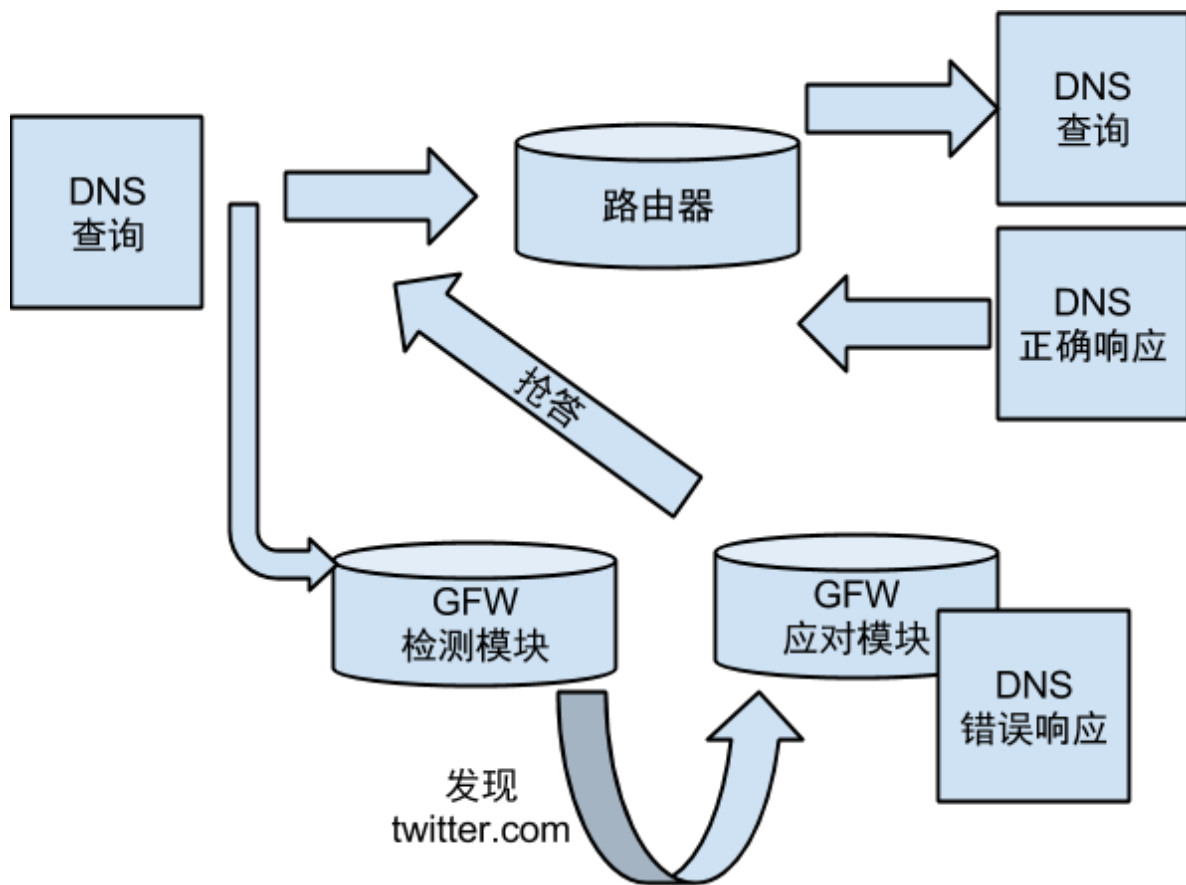 DNS
查询
路由器
DNS
查询
DNS
正确响应
抢答
GFW
检测模块
GFW
应对模块
DNS
错误响应
发现
twitter.com